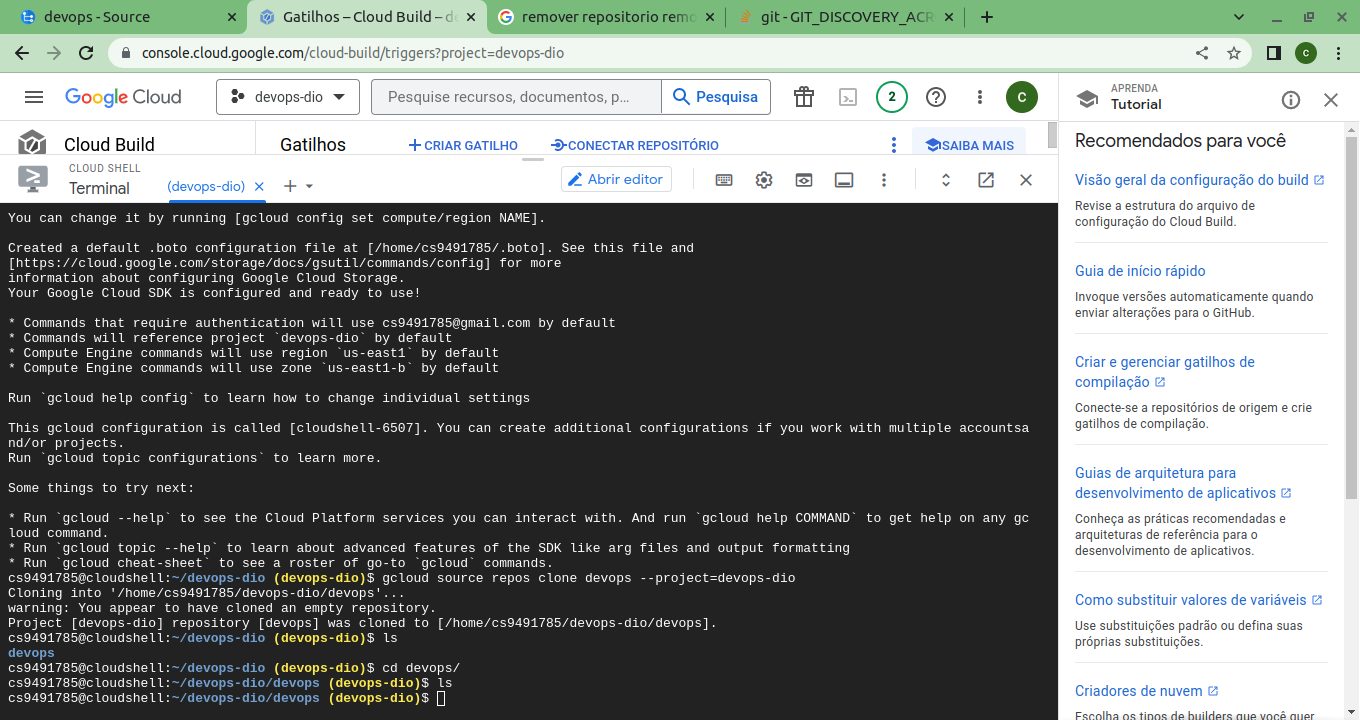 devops - Source
Gatilhos – Cloud Build – de
remover repositorio remo
git - GIT_DISCOVERY_ACR
console.cloud.google.com/cloud-build/triggers?project=devops-dio
C
Google Cloud
devops-dio
Pesquise recursos, documentos, p...
Pesquisa
2
C
Cloud Build
Gatilhos
CRIAR GATILHO
CONECTAR REPOSITÓRIO
SAIBA MAIS
CLOUD SHELL
Terminal
(devops-dio)
Abrir editor
You can change it by running [gcloud config set compute/region NAME].
Created a default .boto configuration file at [/home/cs9491785/.boto]. See this file and
[https://cloud.google.com/storage/docs/gsutil/commands/config] for more
information about configuring Google Cloud Storage.
Your Google Cloud SDK is configured and ready to use!
* Commands that require authentication will use cs9491785@gmail.com by default
* Commands will reference project `devops-dio` by default
* Compute Engine commands will use region `us-east1` by default
* Compute Engine commands will use zone `us-east1-b` by default
Run `gcloud help config` to learn how to change individual settings
This gcloud configuration is called [cloudshell-6507]. You can create additional configurations if you work with multiple accountsa
nd/or projects.
Run `gcloud topic configurations` to learn more.
Some things to try next:
* Run `gcloud --help` to see the Cloud Platform services you can interact with. And run `gcloud help COMMAND` to get help on any gc
loud command.
* Run `gcloud topic --help` to learn about advanced features of the SDK like arg files and output formatting
* Run `gcloud cheat-sheet` to see a roster of go-to `gcloud` commands.
cs9491785@cloudshell:~/devops-dio (devops-dio)$ gcloud source repos clone devops --project=devops-dio
Cloning into '/home/cs9491785/devops-dio/devops'...
warning: You appear to have cloned an empty repository.
Project [devops-dio] repository [devops] was cloned to [/home/cs9491785/devops-dio/devops].
cs9491785@cloudshell:~/devops-dio (devops-dio)$ ls
devops
cs9491785@cloudshell:~/devops-dio (devops-dio)$ cd devops/
cs9491785@cloudshell:~/devops-dio/devops (devops-dio)$ ls
cs9491785@cloudshell:~/devops-dio/devops (devops-dio)$
APRENDA
Tutorial
Recomendados para você
Visão geral da configuração do build
Revise a estrutura do arquivo de
configuração do Cloud Build.
Guia de início rápido
Invoque versões automaticamente quando
enviar alterações para o GitHub.
Criar e gerenciar gatilhos de
compilação
Conecte-se a repositórios de origem e crie
gatilhos de compilação.
Guias de arquitetura para
desenvolvimento de aplicativos
Conheça as práticas recomendadas e
arquiteturas de referência para o
desenvolvimento de aplicativos.
Como substituir valores de variáveis
Use substituições padrão ou defina suas
próprias substituições.
Criadores de nuvem
Escolha os tipos de builders que você quer